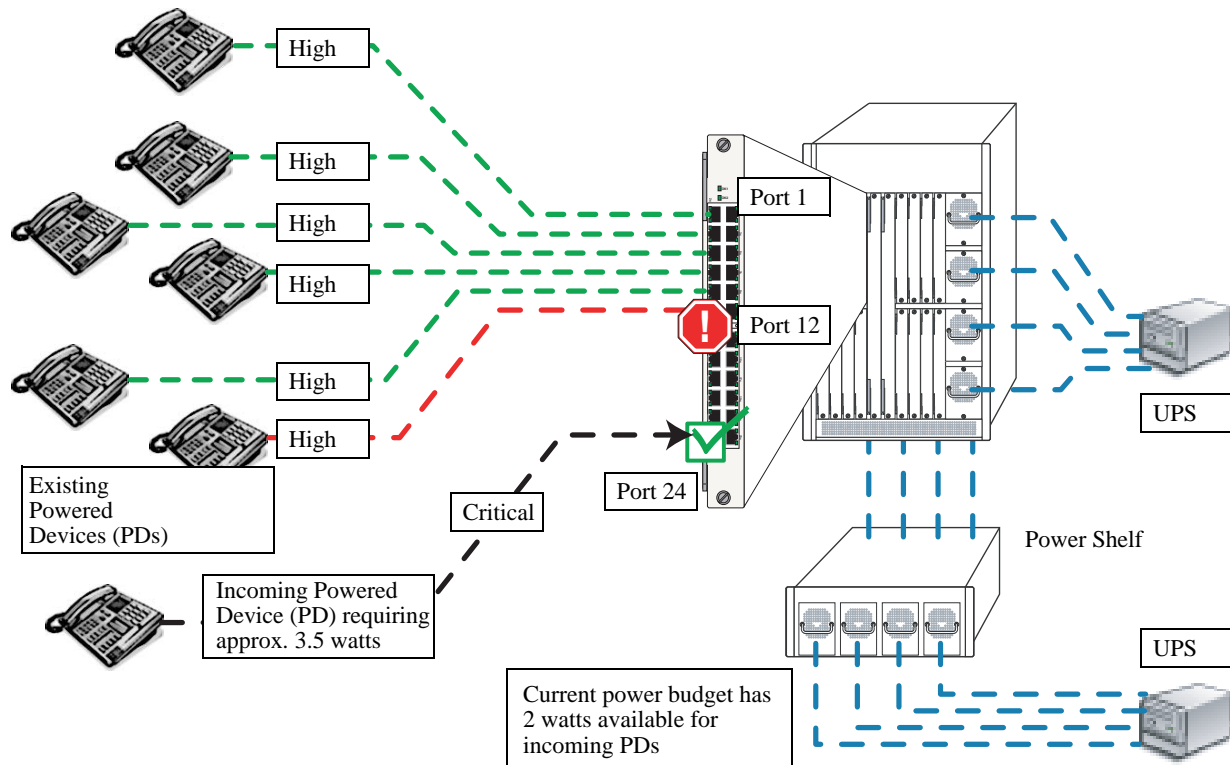 High
Port 1
High
High
High
Port 12
High
High
UPS
Existing
Powered
Devices (PDs)
Port 24
Critical
Power Shelf
Incoming Powered
Device (PD) requiring
approx. 3.5 watts
UPS
Current power budget has
2 watts available for
incoming PDs